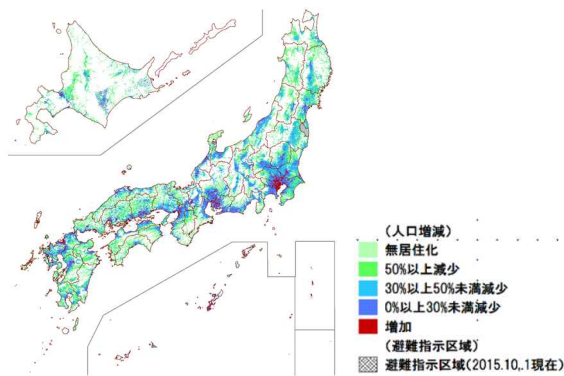 (人口増減)
無居住化
50%以上減少
30%以上50%未満減少
0%以上30%未満減少
増加
(避難指示区域)
避難指示区域(2015.10,.1現在)